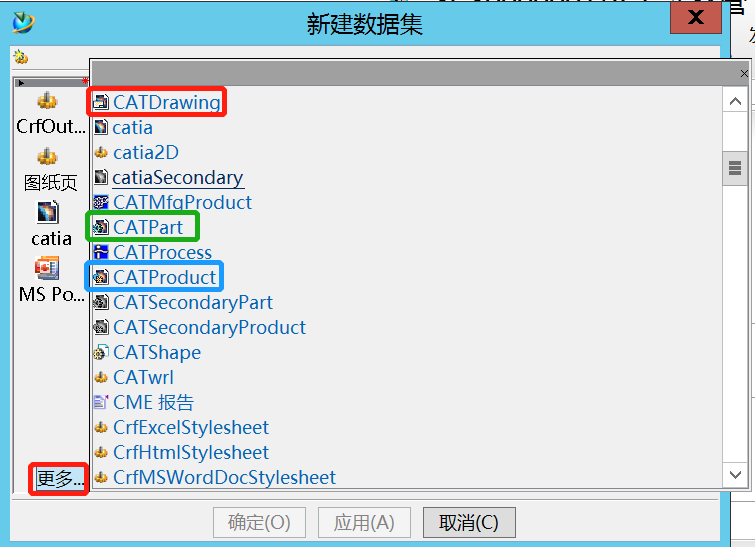 新建数据集
CATDrawing
catia
catia2D
catiaSecondary
CATMfgProduct
CATPart
CATProcess
CATProduct
CATSecondaryPart
CATSecondaryProduct
CATShape
CATwrl
CME 报告
CrfExcelStylesheet
CrfHtmlStylesheet
CrfMSWordDocStylesheet
CrfOut...
图纸页
catia
MS Po...
更多...
确定(O)
应用(A)
取消(C)